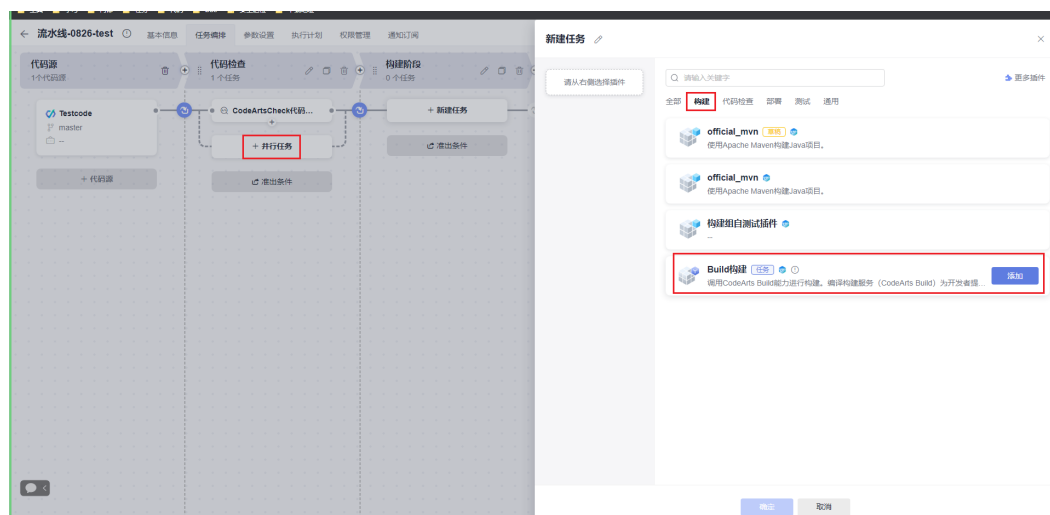 流水线-0826-test
基本信息
任务编排
参数设置
执行计划
权限管理
通知订阅
代码源
1个代码源
代码检查
1 个任务
构建阶段
0 个任务
Testcode
master
--
+ 代码源
CodeArtsCheck代码...
+ 并行任务
准出条件
+ 新建任务
准出条件
新建任务
请从右侧选择插件
请输入关键字
更多插件
全部
构建
代码检查
部署
测试
通用
official_mvn
使用Apache Maven构建Java项目。
official_mvn
使用Apache Maven构建Java项目。
构建组自测试插件
--
Build构建 任务
调用CodeArts Build能力进行构建。编译构建服务（CodeArts Build）为开发者提...
添加
确定
取消